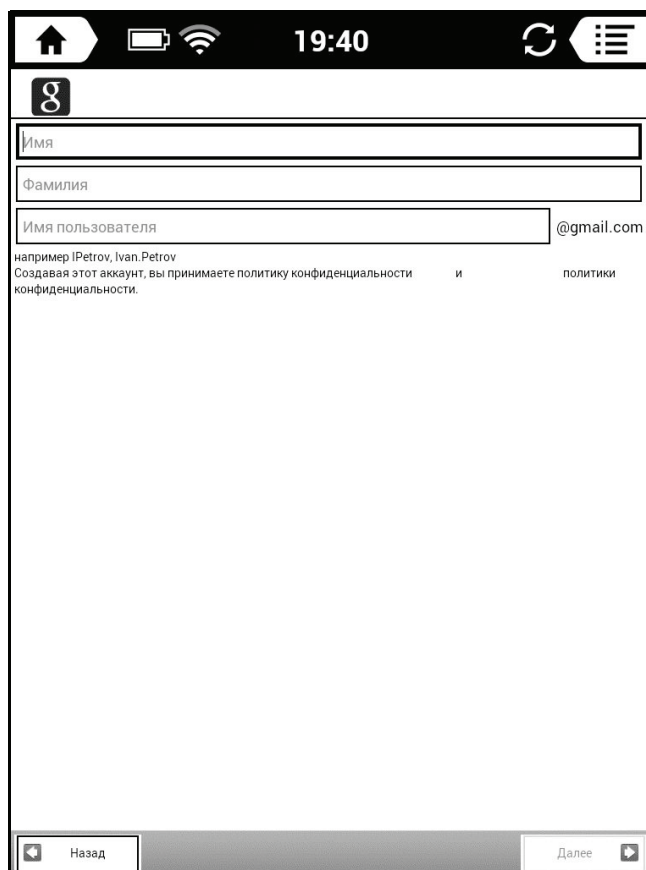 19:40
g
Имя
Фамилия
Имя пользователя
@gmail.com
например IPetrov, Ivan.Petrov
Создавая этот аккаунт, вы принимаете политику конфиденциальности и политики
конфиденциальности.
Назад
Далее